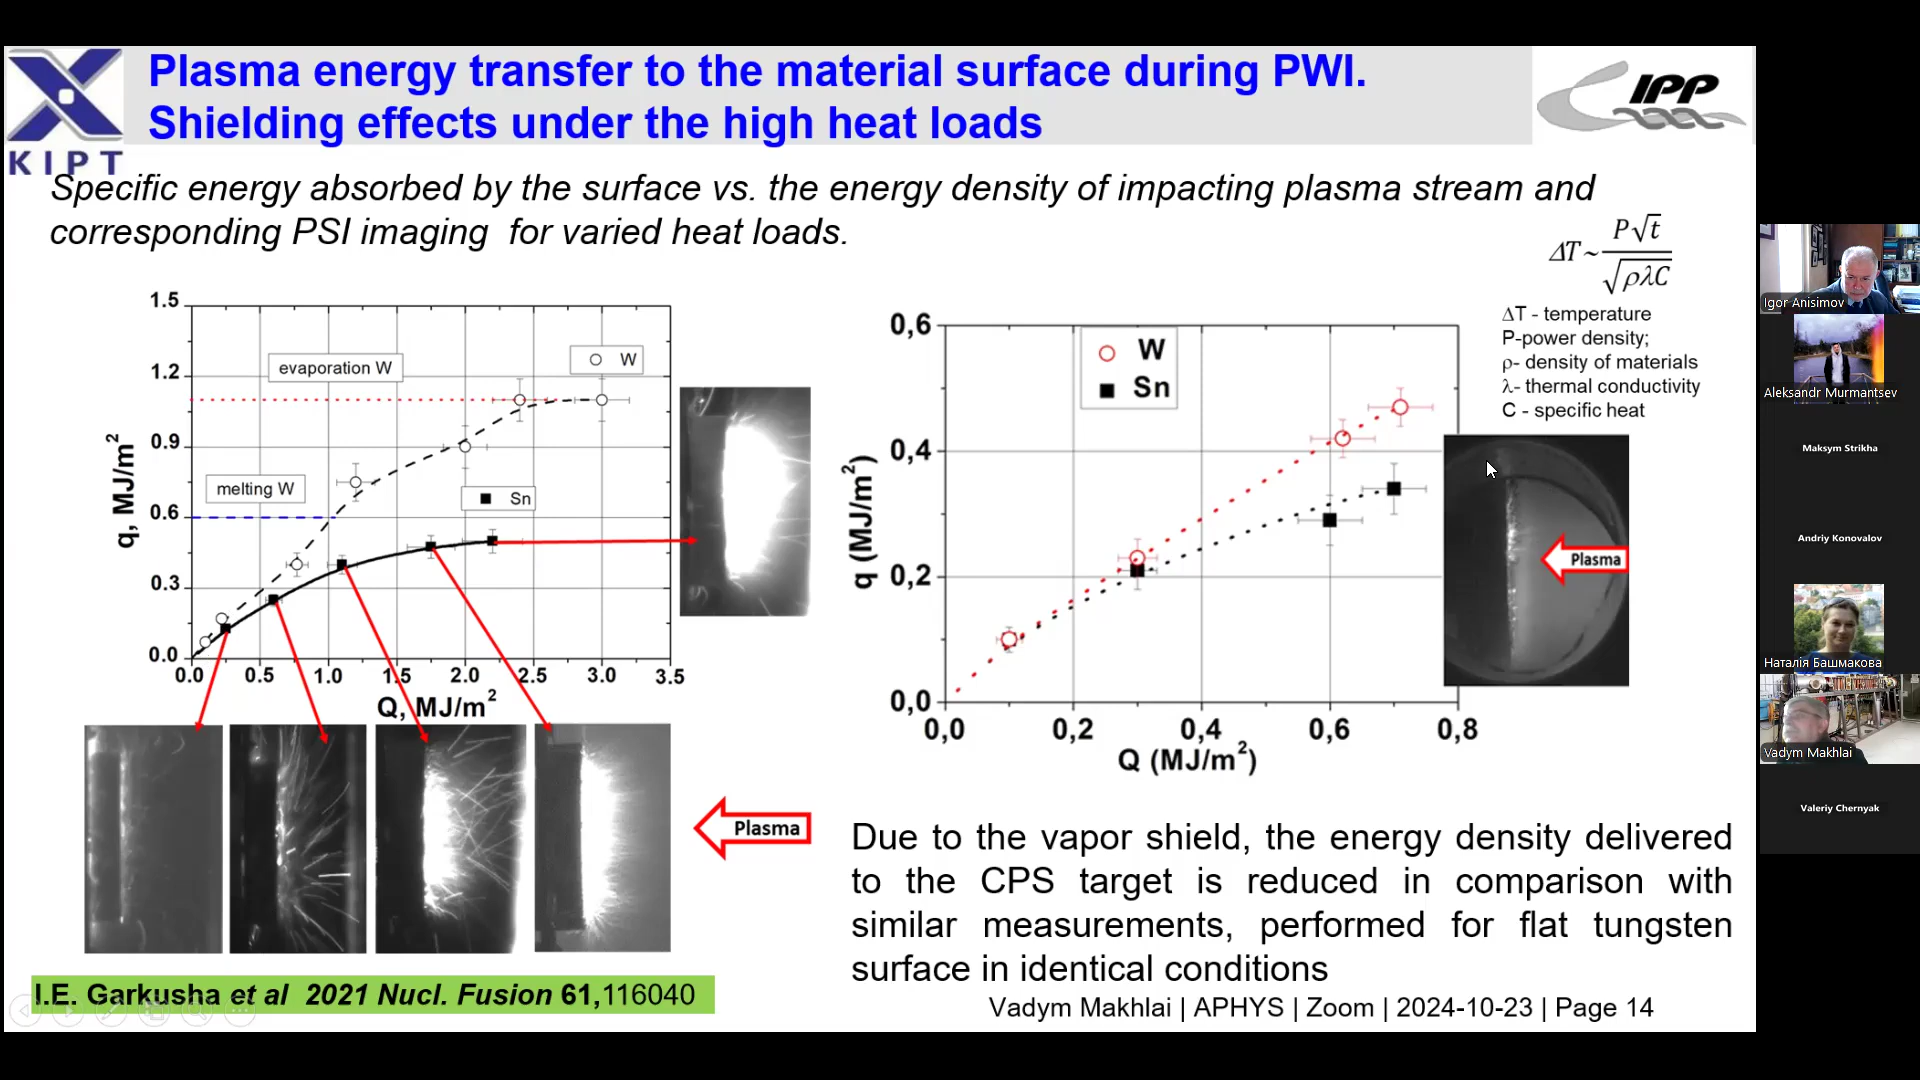 Plasma energy transfer to the material surface during PWI.
Shielding effects under the high heat loads
KIPT
IPP
Specific energy absorbed by the surface vs. the energy density of impacting plasma stream and
corresponding PSI imaging for varied heat loads.
ΔT~P√t/√ρλC
ΔT - temperature
P-power density;
ρ- density of materials
λ- thermal conductivity
C - specific heat
1.5
1.2
0.9
0.6
0.3
0.0
q, MJ/m²
evaporation W
W
melting W
Sn
0.0 0.5 1.0 1.5 2.0 2.5 3.0 3.5
Q, MJ/m²
Plasma
0,6
0,4
0,2
0,0
q (MJ/m²)
W
Sn
0,0 0,2 0,4 0,6 0,8
Q (MJ/m²)
Plasma
Due to the vapor shield, the energy density delivered
to the CPS target is reduced in comparison with
similar measurements, performed for flat tungsten
surface in identical conditions
I.E. Garkusha et al 2021 Nucl. Fusion 61,116040
Vadym Makhlai | APHYS | Zoom | 2024-10-23 | Page 14
Igor Anisimov
Aleksandr Murmantsev
Maksym Strikha
Andriy Konovalov
Наталія Башмакова
Vadym Makhlai
Valeriy Chernyak